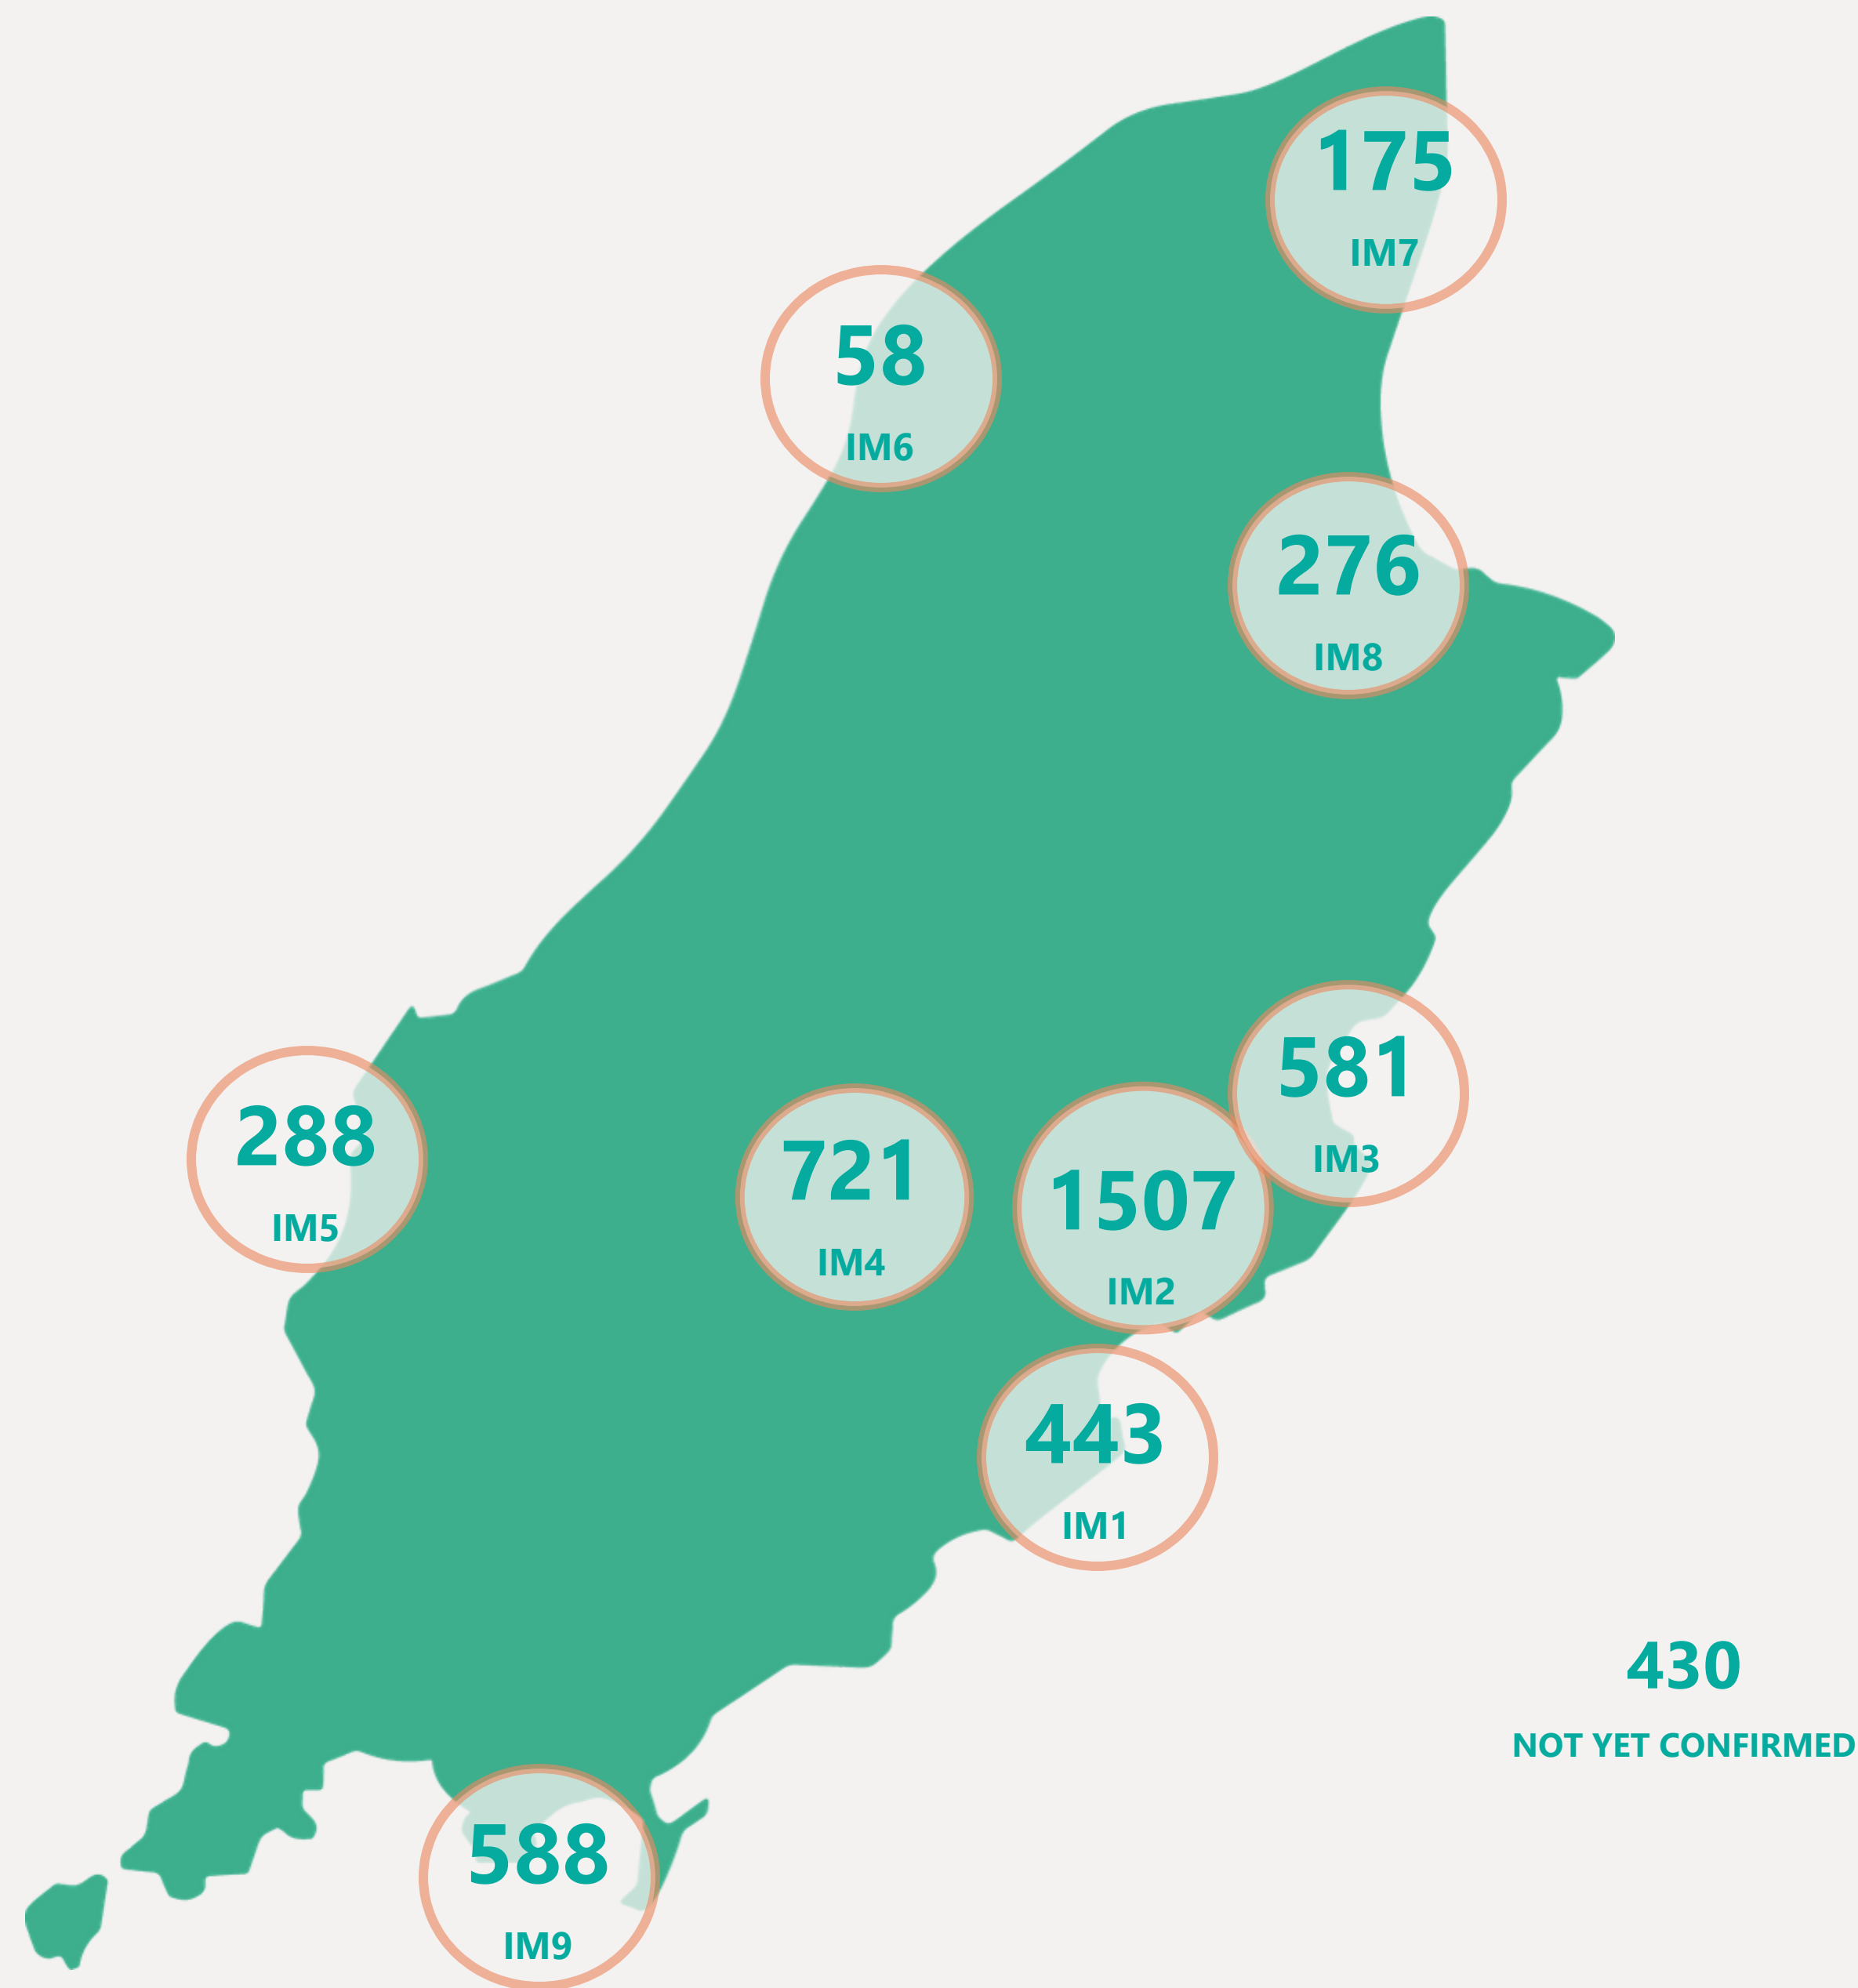 175
IM7
58
IM6
276
IM8
581
IM3
288
IM5
721
IM4
1507
IM2
443
IM1
430
NOT YET CONFIRMED
588
IM9